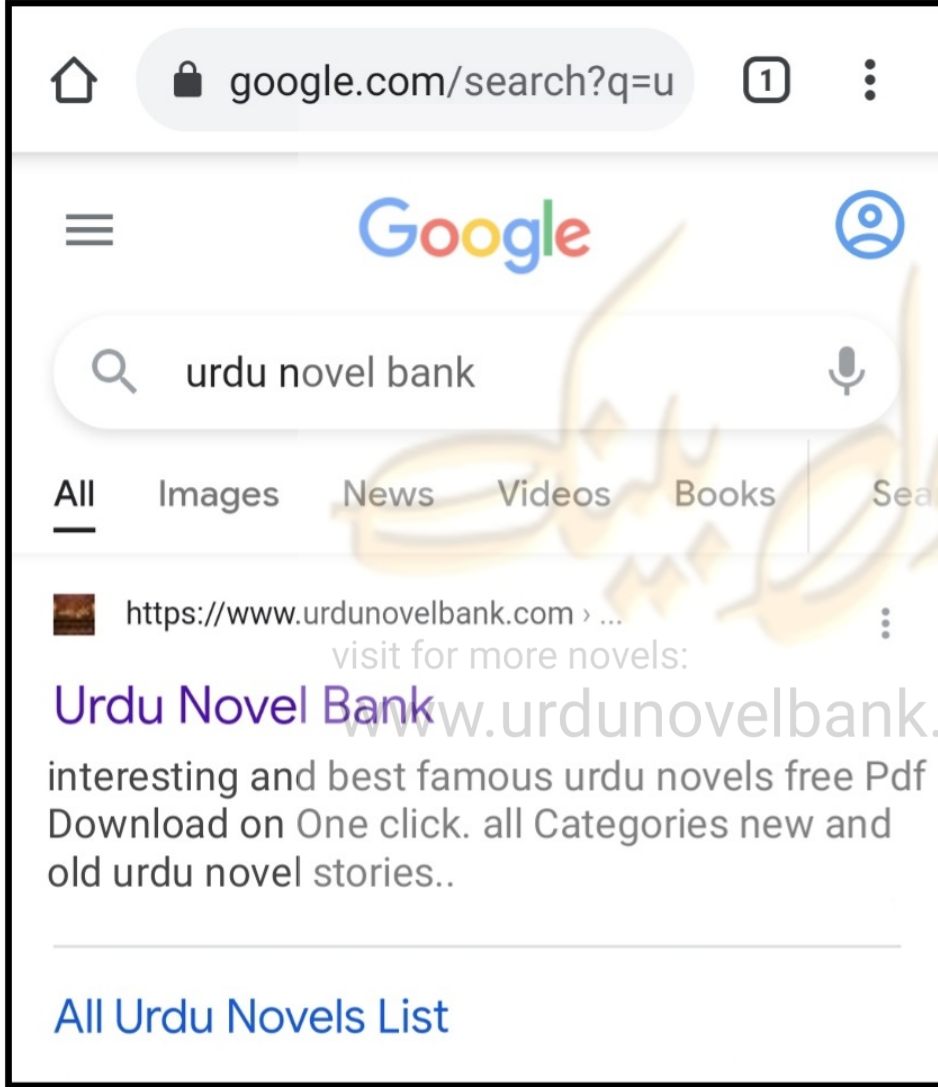 google.com/search?q=u
1
Google
urdu novel bank
All Images News Videos Books Sea
https://www.urdunovelbank.com › ...
visit for more novels:
Urdu Novel Bank
www.urdunovelbank.
interesting and best famous urdu novels free Pdf
Download on One click. all Categories new and
old urdu novel stories..
All Urdu Novels List